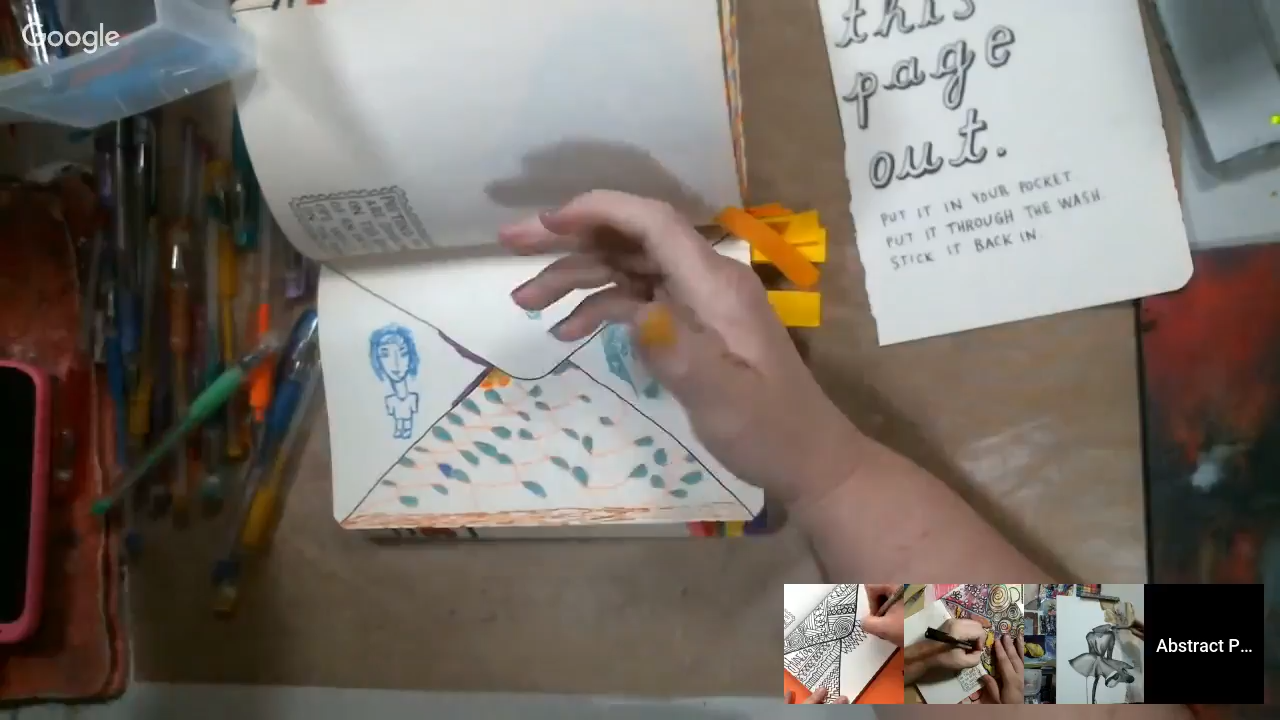 Google
this
page
out.
PUT IT IN YOUR POCKET
PUT IT THROUGH THE WASH.
STICK IT BACK IN.
Abstract P...